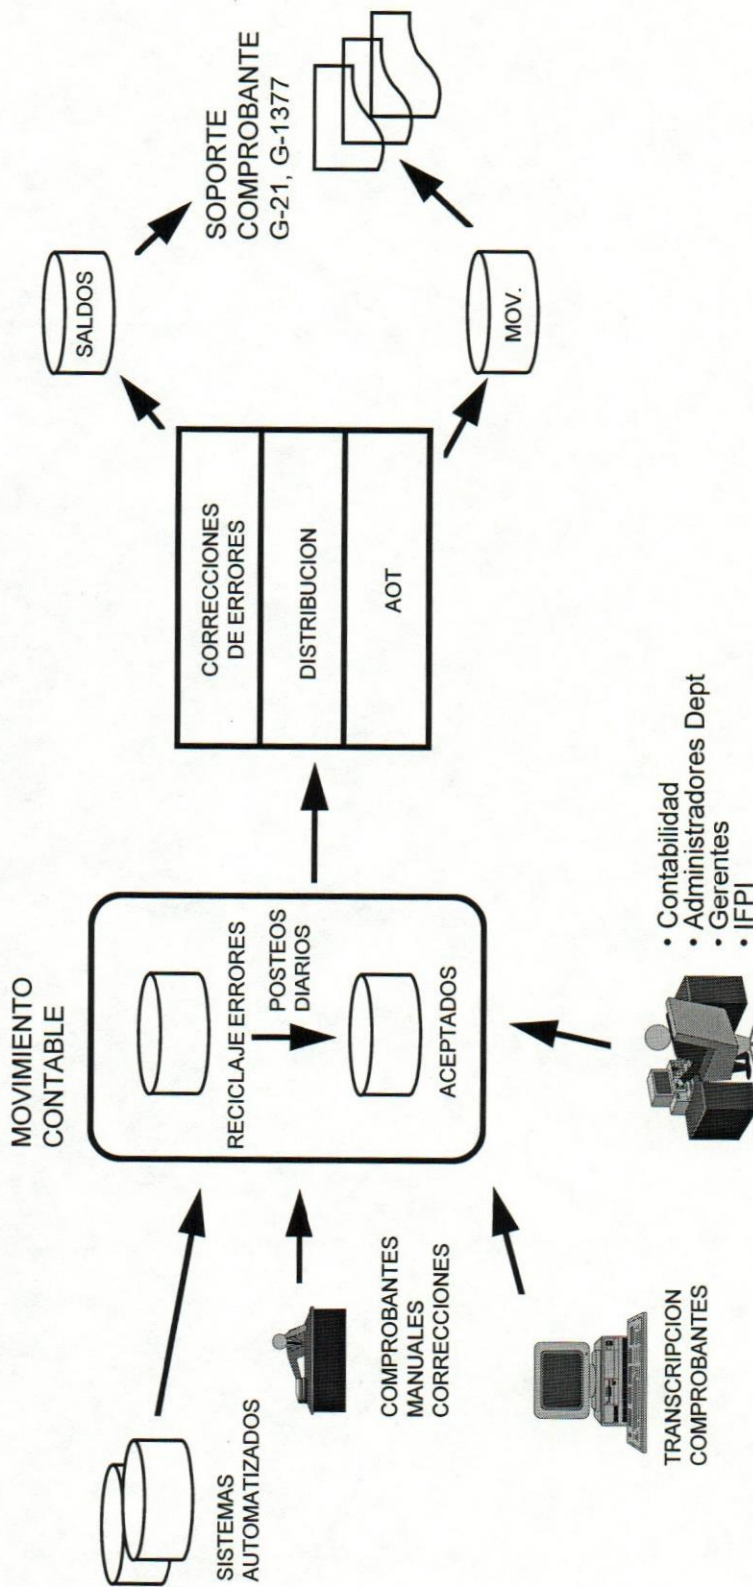 MOVIMIENTO
CONTABLE
SISTEMAS
AUTOMATIZADOS
COMPROBANTES
MANUALES
CORRECCIONES
TRANSCRIPCION
COMPROBANTES
RECICLAJE ERRORES
POSTEOS
DIARIOS
ACEPTADOS
• Contabilidad
• Administradores Dept
• Gerentes
CORRECCIONES
DE ERRORES
DISTRIBUCION
AOT
SALDOS
MOV.
SOPORTE
COMPROBANTE
G-21, G-1377